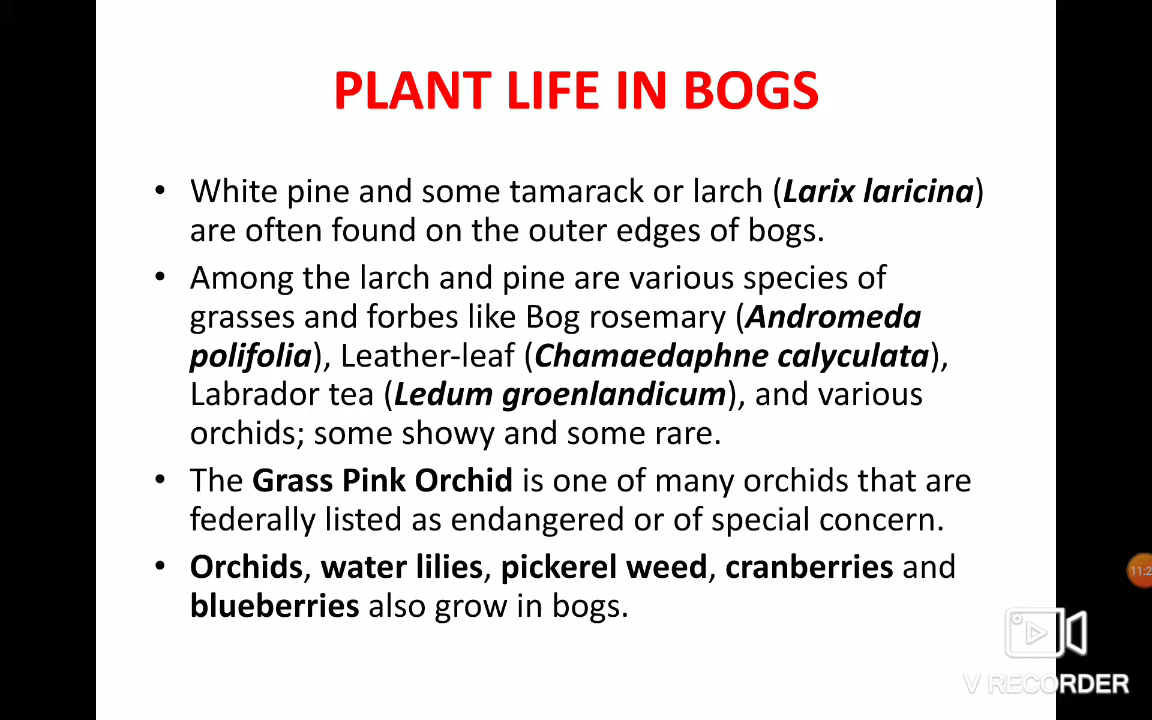 PLANT LIFE IN BOGS
• White pine and some tamarack or larch (Larix laricina)
are often found on the outer edges of bogs.
• Among the larch and pine are various species of
grasses and forbes like Bog rosemary (Andromeda
polifolia), Leather-leaf (Chamaedaphne calyculata),
Labrador tea (Ledum groenlandicum), and various
orchids; some showy and some rare.
• The Grass Pink Orchid is one of many orchids that are
federally listed as endangered or of special concern.
• Orchids, water lilies, pickerel weed, cranberries and
blueberries also grow in bogs.
11:2
V RECORDER